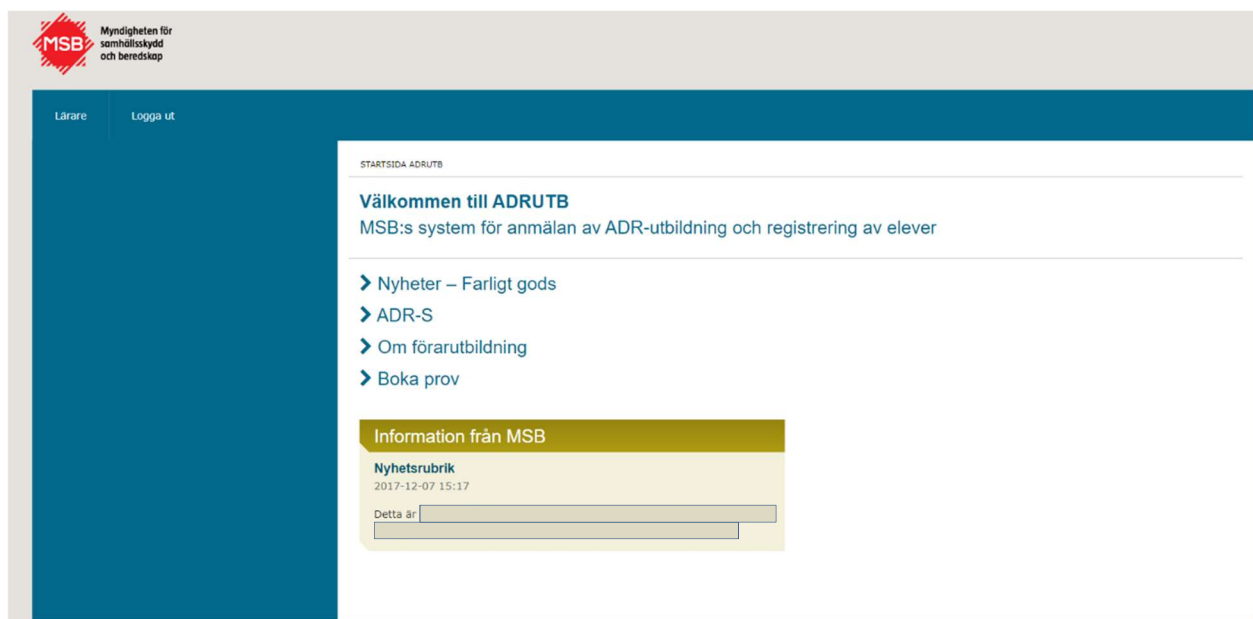 MSB
Myndigheten för
samhällsskydd
och beredskap
Lärare
Logga ut
STARTSIDA ADRUTB
Välkommen till ADRUTB
MSB:s system för anmälan av ADR-utbildning och registrering av elever
Nyheter – Farligt gods
ADR-S
Om förarutbildning
Boka prov
Information från MSB
Nyhetsrubrik
2017-12-07 15:17
Detta är